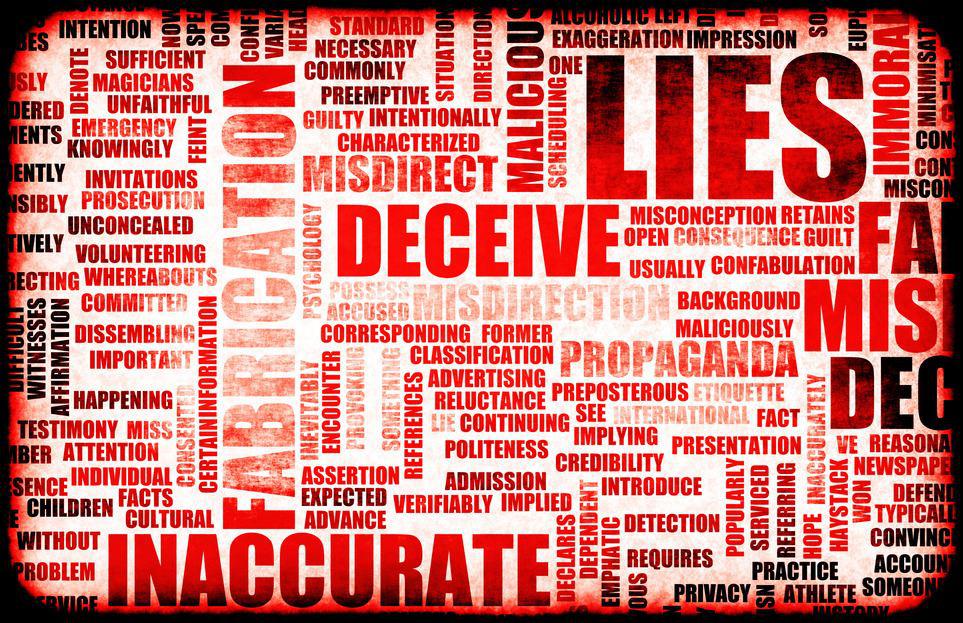 INTENTION
SUFFICIENT
MAGICIANS
UNFAITHFUL
DENOTE
EMERGENCY
KNOWINGLY
FEINT
INVITATIONS
PROSECUTION
UNCONCEALED
VOLUNTEERING
WHEREABOUTS
COMMITTED
DISSEMBLING
IMPORTANT
WITNESSES
AFFIRMATION
HAPPENING
TESTIMONY MISS
ATTENTION
INDIVIDUAL
CHILDREN FACTS
CULTURAL
WITHOUT
PROBLEM
CONSENTED
CERTAIN INFORMATION
FABRICATION
INACCURATE
STANDARD
NECESSARY
COMMONLY
PREEMPTIVE
SITUATION
DIRECTION
GUILTY INTENTIONALLY
CHARACTERIZED
MISDIRECT
MALICIOUS
SCHEDULING
ONE
ALCOHOLIC LEFT
EXAGGERATION IMPRESSION
LIES
IMMORAL
DECEIVE
PSYCHOLOGY
MISCONCEPTION RETAINS
OPEN CONSEQUENCE GUILT
USUALLY CONFABULATION
FA
POSSESS
ACCUSED
MISDIRECTION
BACKGROUND
MALICIOUSLY
MIS
DEC
CORRESPONDING FORMER
CLASSIFICATION
PROPAGANDA
ADVERTISING
RELUCTANCE
LIE CONTINUING
POLITENESS
PREPOSTEROUS ETIQUETTE
SEE INTERNATIONAL FACT
IMPLYING
PRESENTATION
CREDIBILITY
INEVITABLY
ENCOUNTER
PROVOKING
SOMETHING
REFERENCES
ASSERTION
EXPECTED
ADVANCE
ADMISSION
VERIFIABLY IMPLIED
INTRODUCE
INACCURATELY
VE REASONA
NEWSPAPE
DEFEND
TYPICALL
CONVINC
ACCOUN
SOMEON
DETECTION
REQUIRES
DECLARES
DEPENDENT
EMPHATIC
POPULARLY
SERVICED
REFERRING
HOPE
HAYSTACK
WON
PRACTICE
PRIVACY
ATHLETE
HISTORY